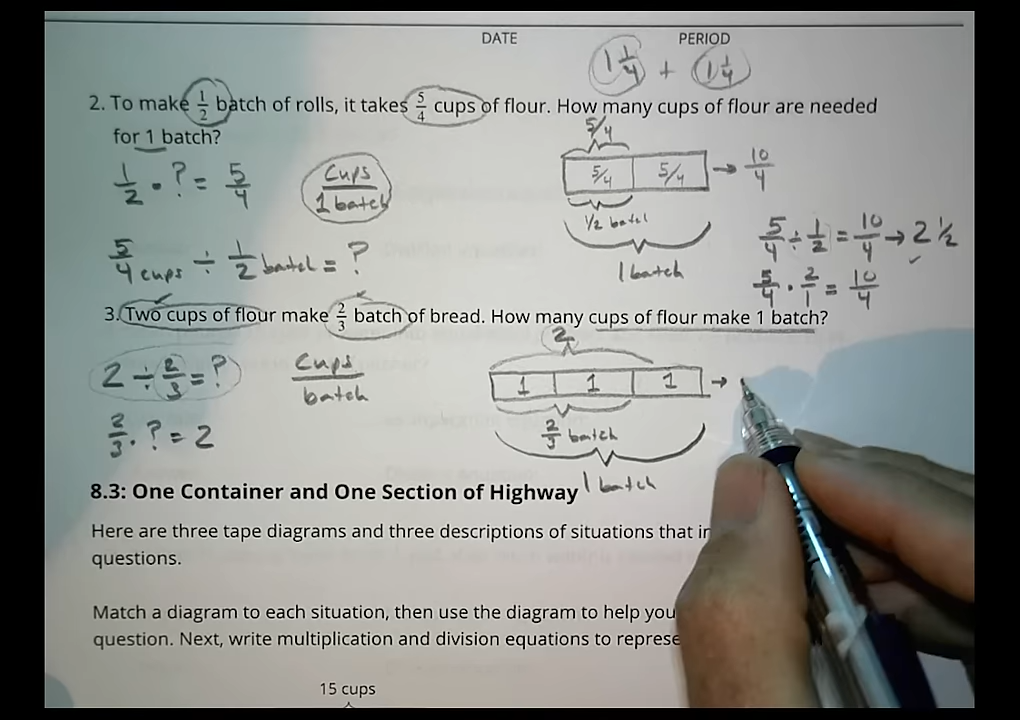 DATE PERIOD
1 1/4 + 1 1/4
2. To make 1/2 batch of rolls, it takes 5/4 cups of flour. How many cups of flour are needed
for 1 batch?
5/4
1/2 · ? = 5/4
cups / 1 batch
5/4 5/4 → 10/4
1/2 batch
1 batch
5/4 ÷ 1/2 = 10/4 → 2 1/2
5/4 cups ÷ 1/2 batch = ?
5/4 · 2/1 = 10/4
3. Two cups of flour make 2/3 batch of bread. How many cups of flour make 1 batch?
2
2 ÷ 2/3 = ?
cups / batch
1 1 1 →
2/3 batch
2/3 · ? = 2
1 batch
8.3: One Container and One Section of Highway
Here are three tape diagrams and three descriptions of situations that in
questions.
Match a diagram to each situation, then use the diagram to help you
question. Next, write multiplication and division equations to represe
15 cups